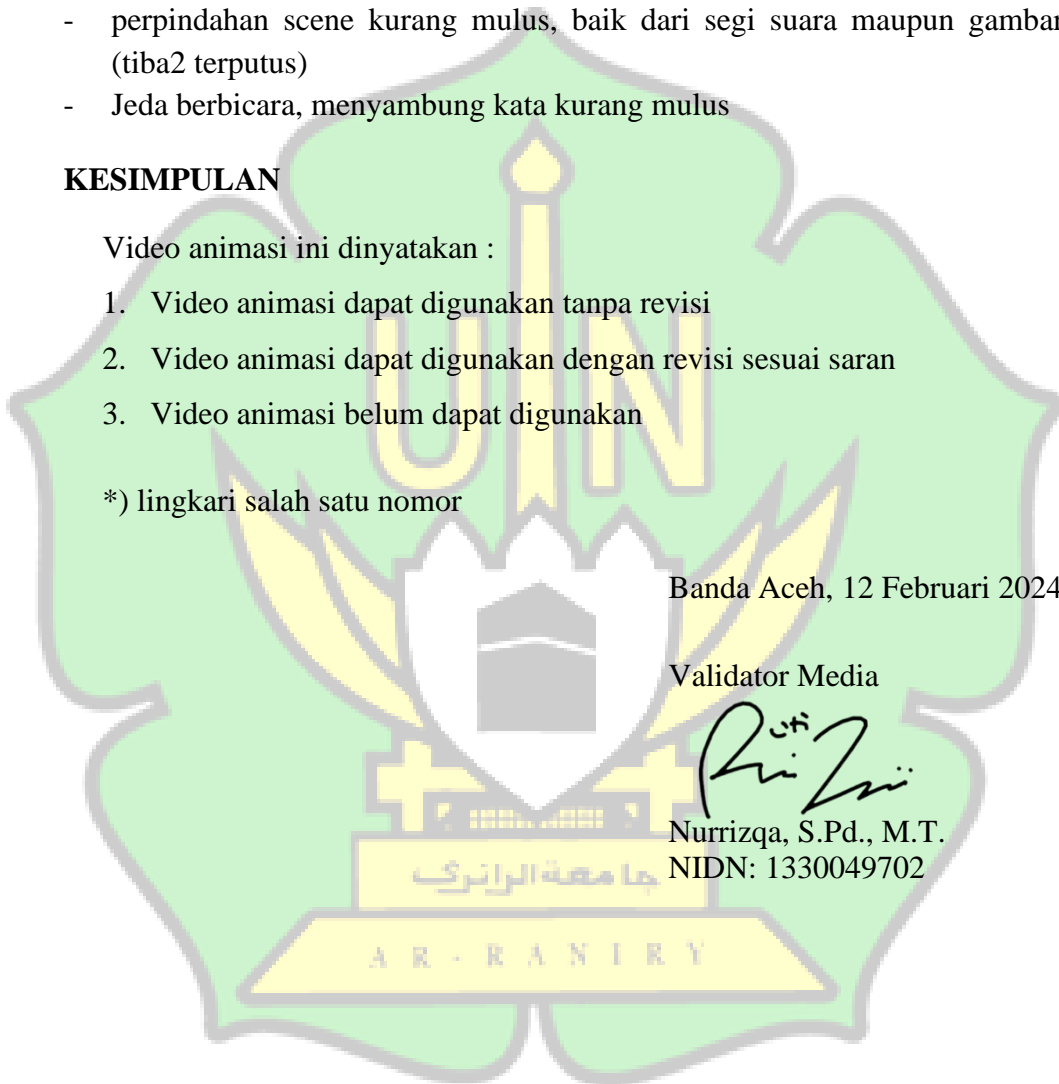 - perpindahan scene kurang mulus, baik dari segi suara maupun gambar
(tiba2 terputus)
- Jeda berbicara, menyambung kata kurang mulus
KESIMPULAN
Video animasi ini dinyatakan :
1. Video animasi dapat digunakan tanpa revisi
2. Video animasi dapat digunakan dengan revisi sesuai saran
3. Video animasi belum dapat digunakan
*) lingkari salah satu nomor
UIN
Banda Aceh, 12 Februari 2024
Validator Media
Nurrizqa, S.Pd., M.T.
NIDN: 1330049702
جامعة الرانري
AR-RANIRY